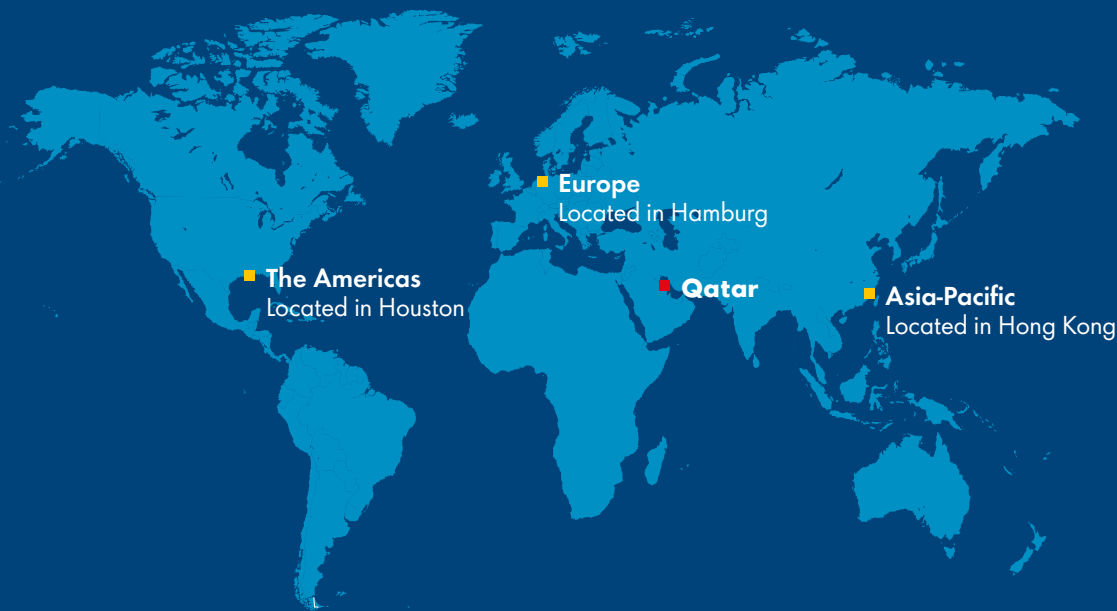 Europe
Located in Hamburg
The Americas
Located in Houston
Qatar
Asia-Pacific
Located in Hong Kong